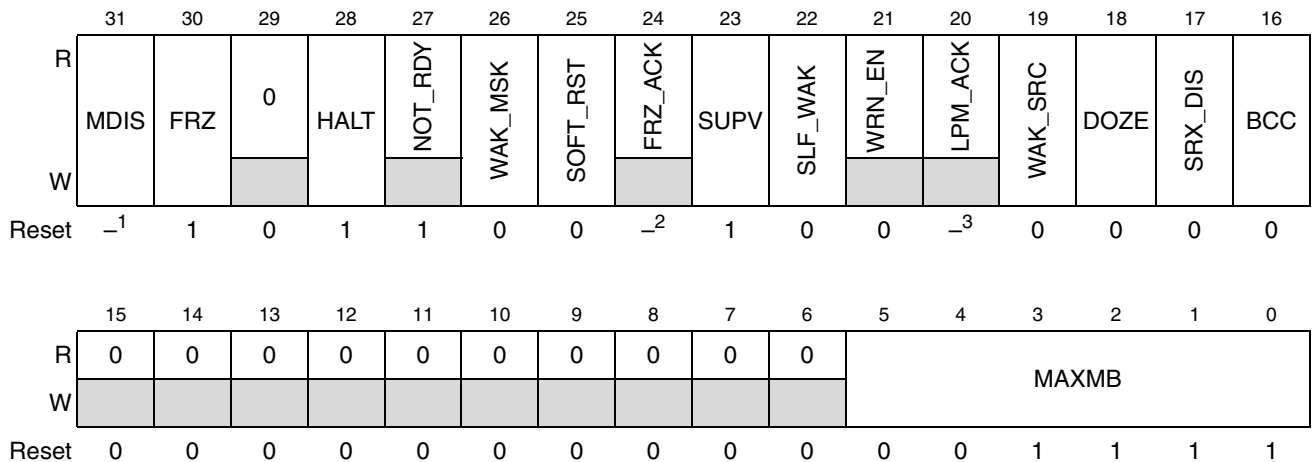 31 30 29 28 27 26 25 24 23 22 21 20 19 18 17 16
R MDIS FRZ 0 HALT NOT_RDY WAK_MSK SOFT_RST FRZ_ACK SUPV SLF_WAK WRN_EN LPM_ACK WAK_SRC DOZE SRX_DIS BCC
W
Reset –1 1 0 1 1 0 0 –2 1 0 0 –3 0 0 0 0
15 14 13 12 11 10 9 8 7 6 5 4 3 2 1 0
R 0 0 0 0 0 0 0 0 0 0 MAXMB
W
Reset 0 0 0 0 0 0 0 0 0 0 0 0 1 1 1 1